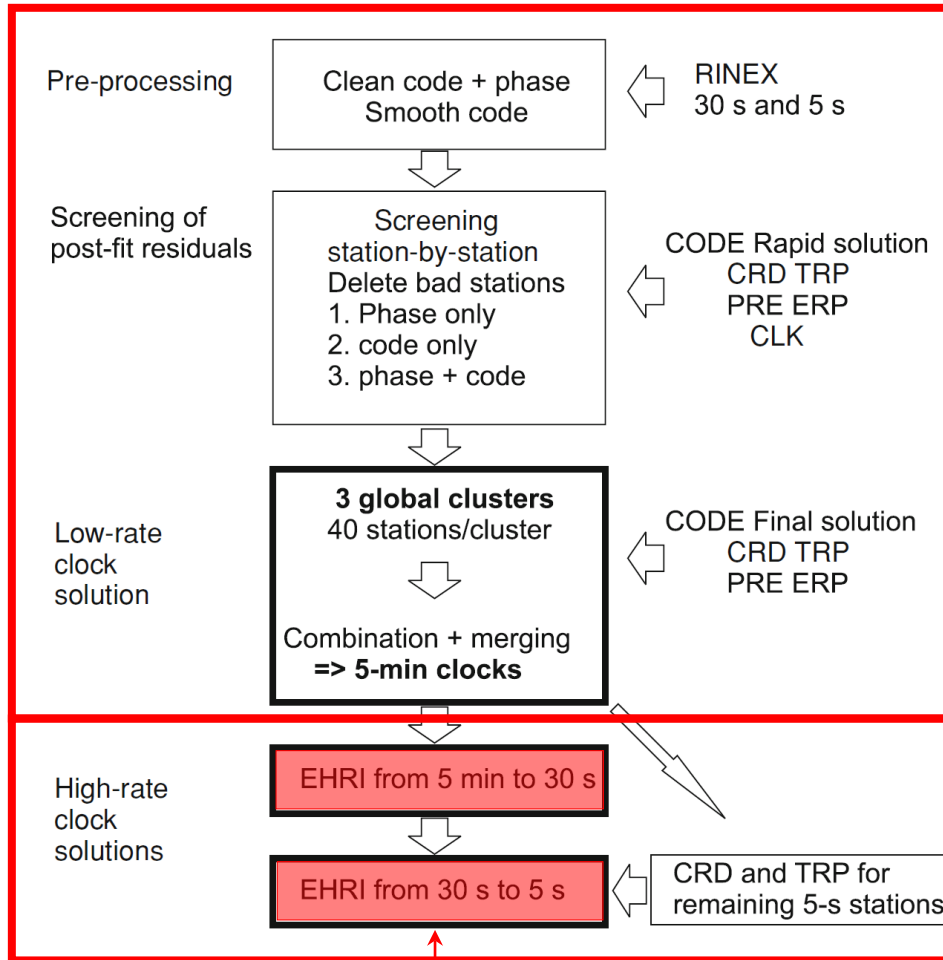 Pre-processing
Clean code + phase
Smooth code
RINEX
30 s and 5 s
Screening of
post-fit residuals
Screening
station-by-station
Delete bad stations
1. Phase only
2. code only
3. phase + code
CODE Rapid solution
CRD TRP
PRE ERP
CLK
Low-rate
clock
solution
3 global clusters
40 stations/cluster
Combination + merging
=> 5-min clocks
CODE Final solution
CRD TRP
PRE ERP
High-rate
clock
solutions
EHRI from 5 min to 30 s
EHRI from 30 s to 5 s
CRD and TRP for
remaining 5-s stations